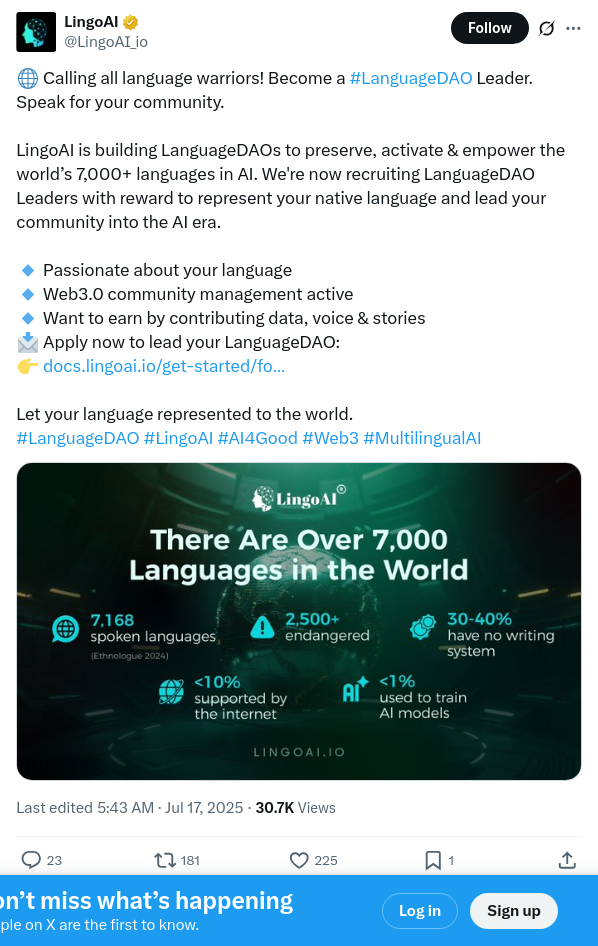 LingoAI
@LingoAI_io
Follow
🌐 Calling all language warriors! Become a #LanguageDAO Leader.
Speak for your community.
LingoAI is building LanguageDAOs to preserve, activate & empower the
world’s 7,000+ languages in AI. We're now recruiting LanguageDAO
Leaders with reward to represent your native language and lead your
community into the AI era.
🔹 Passionate about your language
🔹 Web3.0 community management active
🔹 Want to earn by contributing data, voice & stories
📩 Apply now to lead your LanguageDAO:
👉 docs.lingoai.io/get-started/fo...
Let your language represented to the world.
#LanguageDAO #LingoAI #AI4Good #Web3 #MultilingualAI
LingoAI®
There Are Over 7,000
Languages in the World
7,168
spoken languages
(Ethnologue 2024)
2,500+
endangered
30-40%
have no writing
system
<10%
supported by
the internet
AI
<1%
used to train
AI models
LINGOAI.IO
Last edited 5:43 AM · Jul 17, 2025 · 30.7K Views
23
181
225
1
on’t miss what’s happening
ple on X are the first to know.
Log in
Sign up